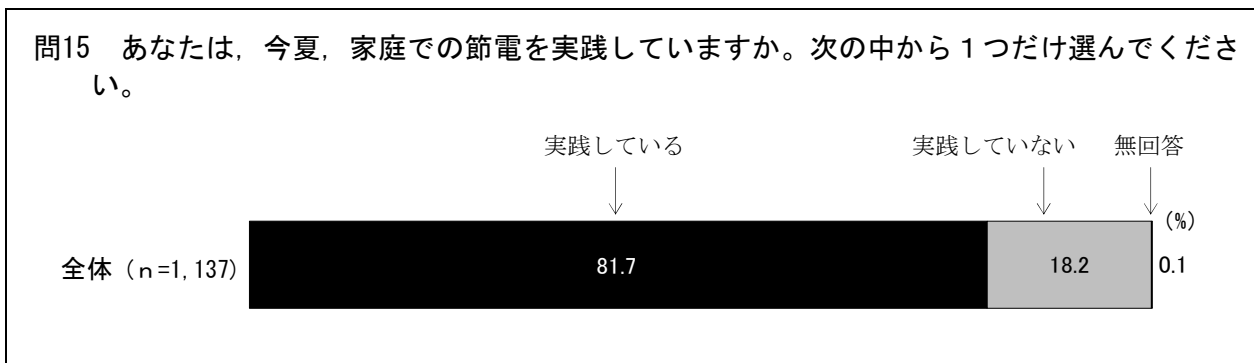 問15　あなたは，今夏，家庭での節電を実践していますか。次の中から１つだけ選んでくださ
い。
実践している　実践していない　無回答
(%)
全体（ｎ=1,137）　81.7　18.2　0.1